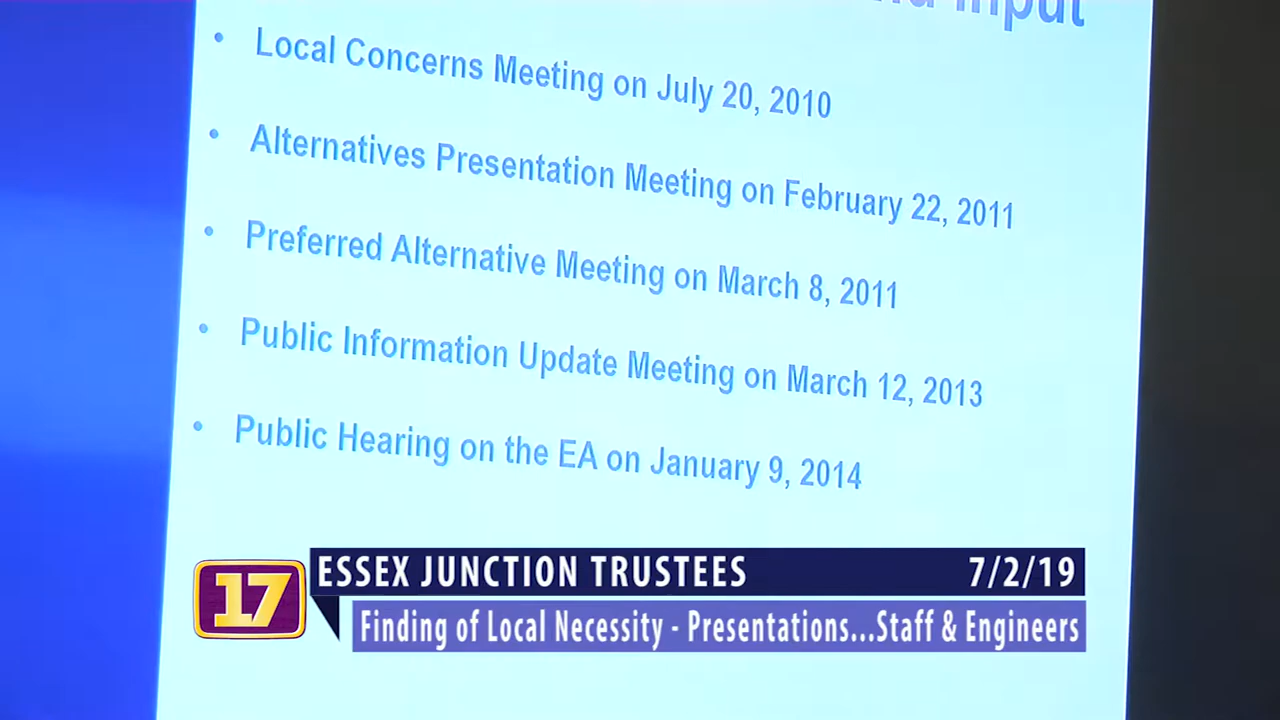 Input
• Local Concerns Meeting on July 20, 2010
• Alternatives Presentation Meeting on February 22, 2011
• Preferred Alternative Meeting on March 8, 2011
• Public Information Update Meeting on March 12, 2013
• Public Hearing on the EA on January 9, 2014
17
ESSEX JUNCTION TRUSTEES 7/2/19
Finding of Local Necessity - Presentations...Staff & Engineers